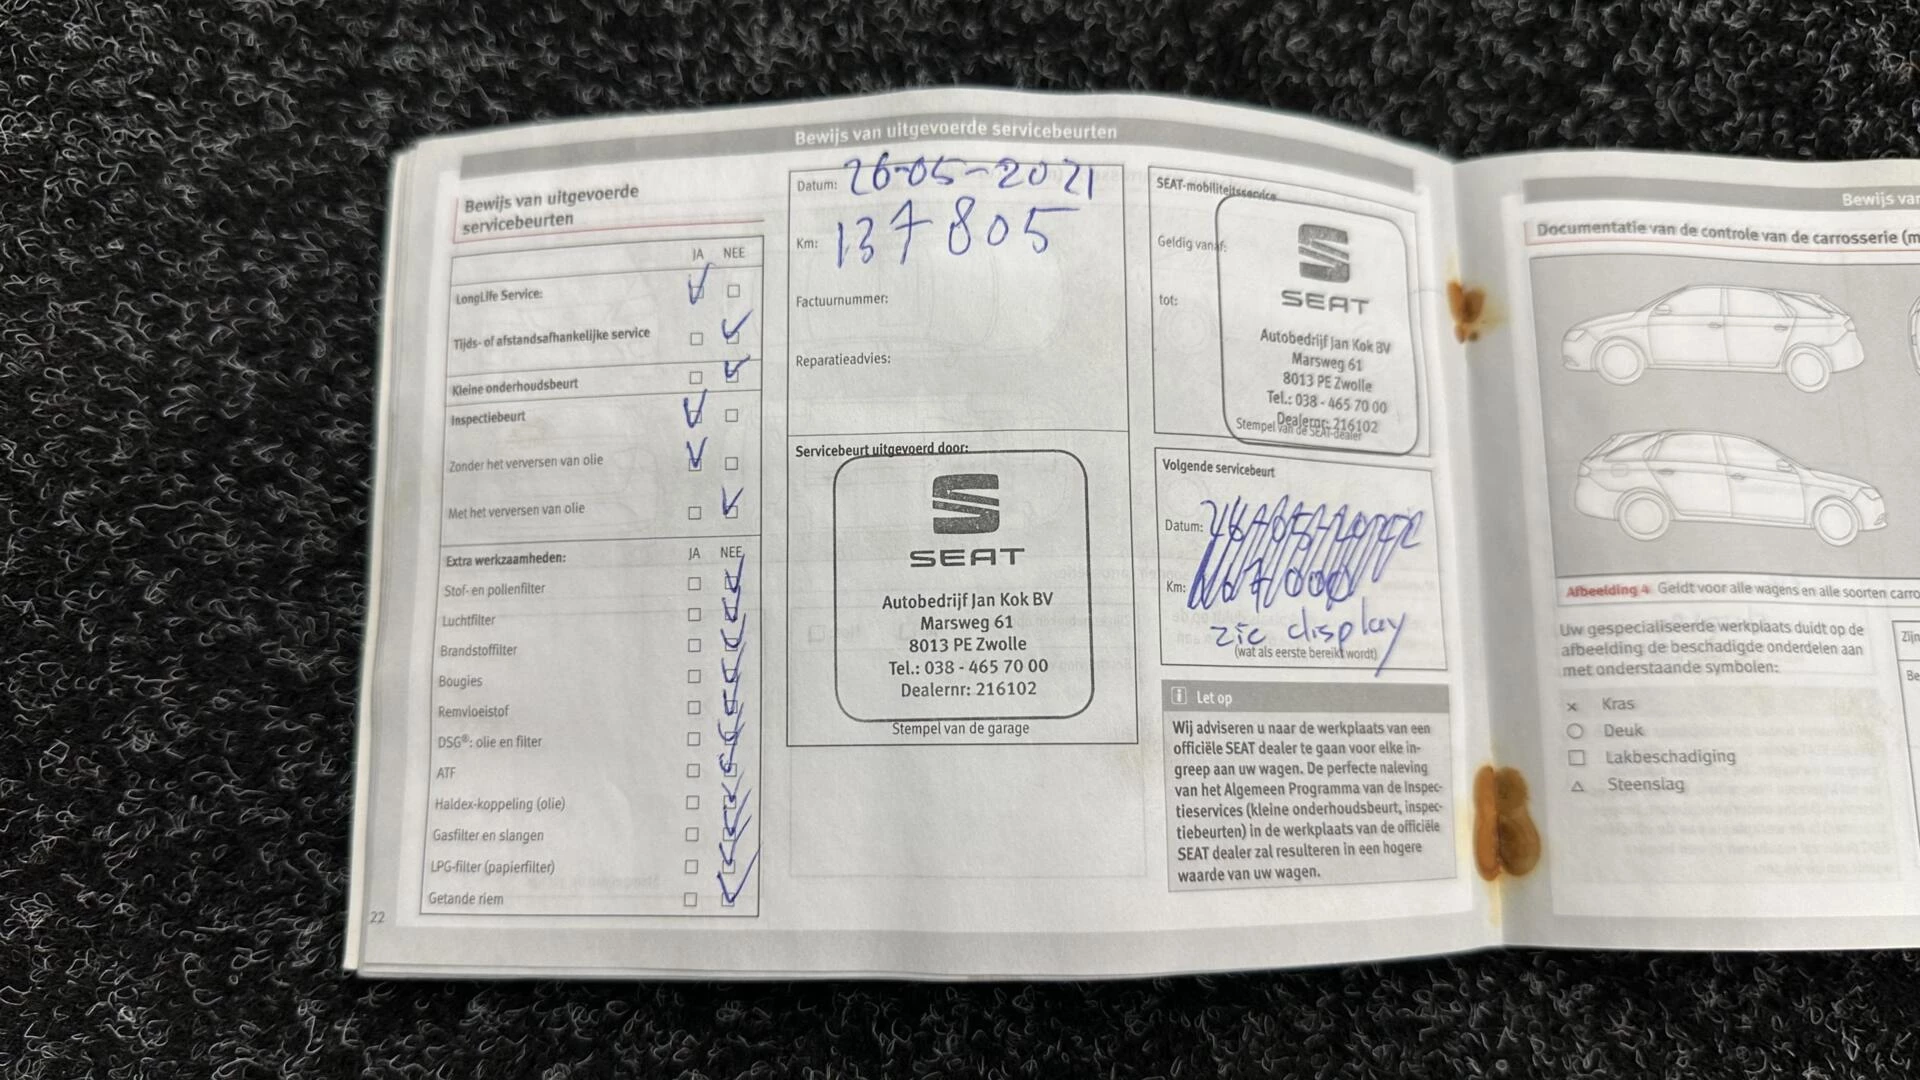 Bewijs van uitgevoerde servicebeurten
Bewijs van uitgevoerde
servicebeurten
JA NEE
LongLife Service:
Tijds- of afstandsafhankelijke service
Kleine onderhoudsbeurt
Inspectiebeurt
Zonder het verversen van olie
Met het verversen van olie
Extra werkzaamheden: JA NEE
Stof- en pollenfilter
Luchtfilter
Brandstoffilter
Bougies
Remvloeistof
DSG®: olie en filter
ATF
Haldex-koppeling (olie)
Gasfilter en slangen
LPG-filter (papierfilter)
Getande riem
22
Datum: 26-05-2021
Km: 137805
Factuurnummer:
Reparatieadvies:
Servicebeurt uitgevoerd door:
SEAT
Autobedrijf Jan Kok BV
Marsweg 61
8013 PE Zwolle
Tel.: 038 - 465 70 00
Dealernr: 216102
Stempel van de garage
SEAT-mobiliteitsservice
Geldig vanaf:
tot:
SEAT
Autobedrijf Jan Kok BV
Marsweg 61
8013 PE Zwolle
Tel.: 038 - 465 70 00
Dealernr: 216102
Stempel van de SEAT-dealer
Volgende servicebeurt
Datum:
Km:
zie display
(wat als eerste bereikt wordt)
i Let op
Wij adviseren u naar de werkplaats van een
officiële SEAT dealer te gaan voor elke in-
greep aan uw wagen. De perfecte naleving
van het Algemeen Programma van de Inspec-
tieservices (kleine onderhoudsbeurt, inspec-
tiebeurten) in de werkplaats van de officiële
SEAT dealer zal resulteren in een hogere
waarde van uw wagen.
Bewijs van
Documentatie van de controle van de carrosserie (m
Afbeelding 4 Geldt voor alle wagens en alle soorten carro
Uw gespecialiseerde werkplaats duidt op de
afbeelding de beschadigde onderdelen aan
met onderstaande symbolen:
Kras
Deuk
Lakbeschadiging
Steenslag
Zijn
Be